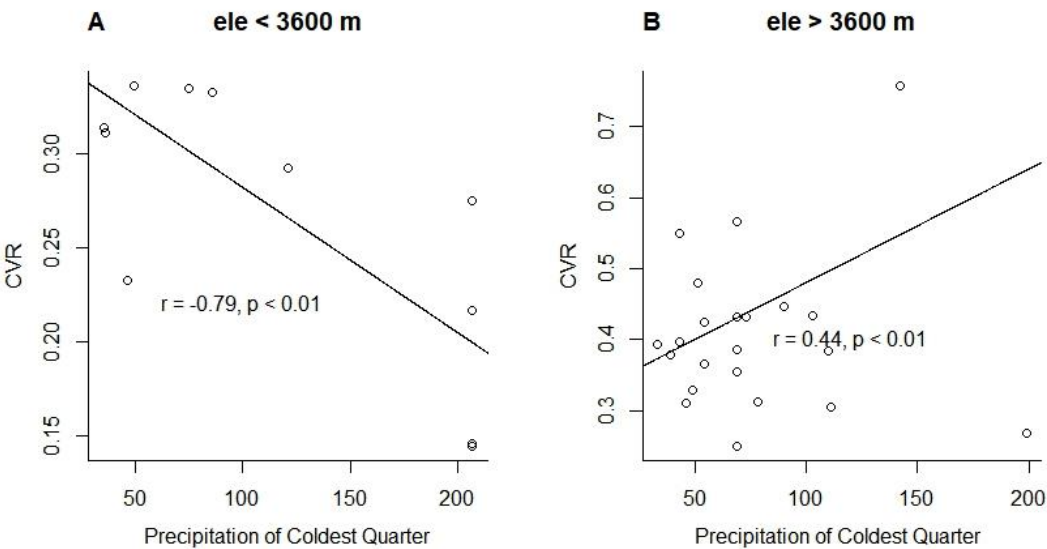 A ele < 3600 m
CVR
0.30
0.25
0.20
0.15
r = -0.79, p < 0.01
50 100 150 200
Precipitation of Coldest Quarter
B ele > 3600 m
CVR
0.7
0.6
0.5
0.4
0.3
r = 0.44, p < 0.01
50 100 150 200
Precipitation of Coldest Quarter